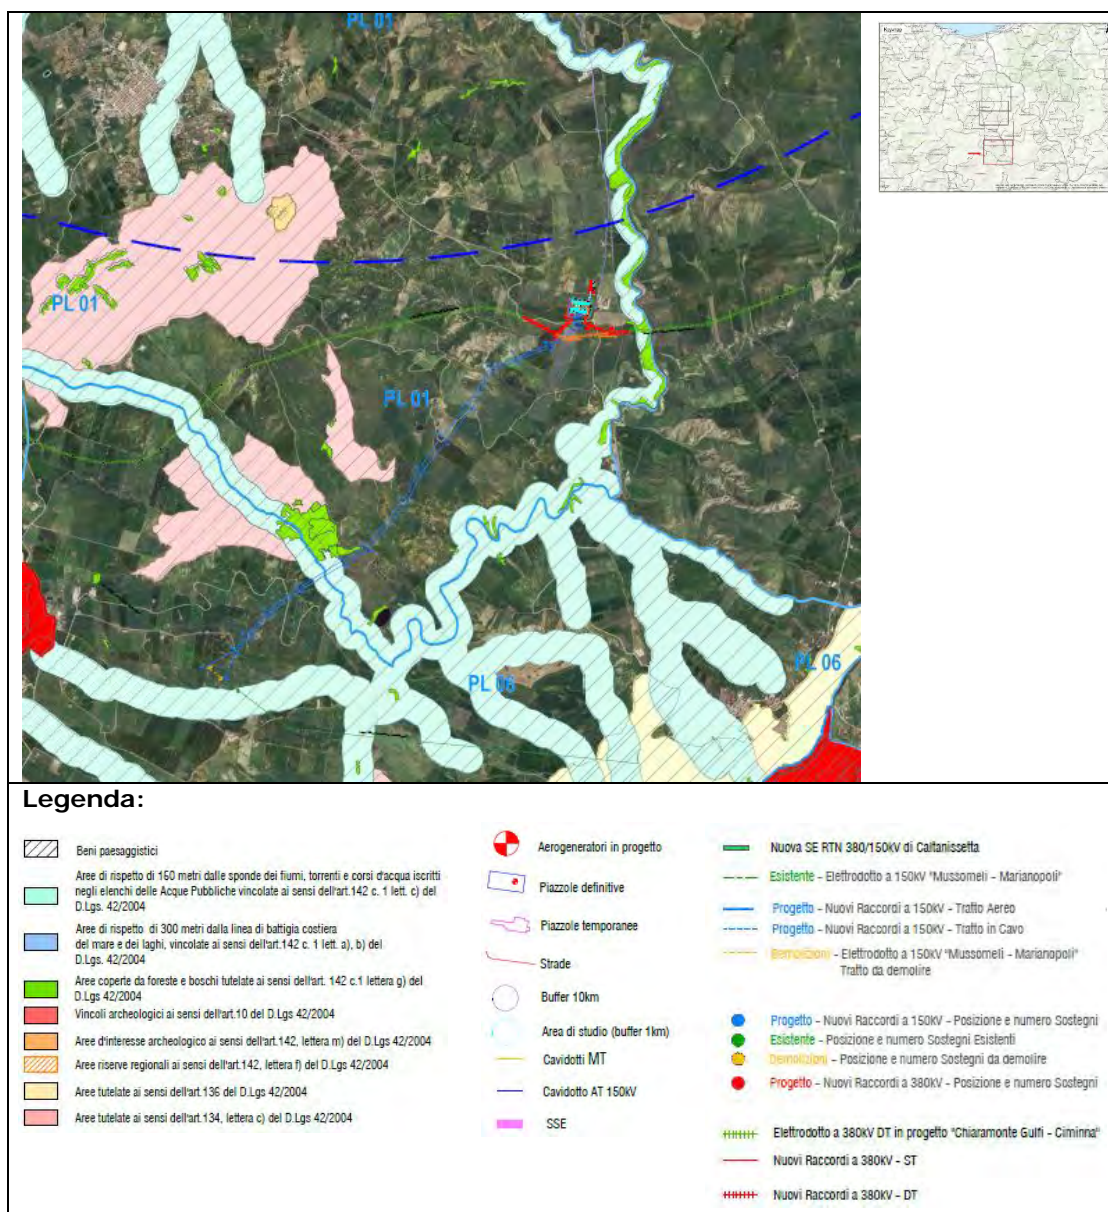 PL 01
PL 01
PL 01
PL 06
PL 06
Legenda:
Beni paesaggistici
Aree di rispetto di 150 metri dalle sponde dei fiumi, torrenti e corsi d'acqua iscritti
negli elenchi delle Acque Pubbliche vincolate ai sensi dell'art.142 c. 1 lett. c) del
D.Lgs. 42/2004
Aree di rispetto di 300 metri dalla linea di battigia costiera
del mare e dei laghi, vincolate ai sensi dell'art.142 c. 1 lett. a), b) del
D.Lgs. 42/2004
Aree coperte da foreste e boschi tutelate ai sensi dell'art. 142 c.1 lettera g) del
D.Lgs 42/2004
Vincoli archeologici ai sensi dell'art.10 del D.Lgs 42/2004
Aree d'interesse archeologico ai sensi dell'art.142, lettera m) del D.Lgs 42/2004
Aree riserve regionali ai sensi dell'art.142, lettera f) del D.Lgs 42/2004
Aree tutelate ai sensi dell'art.136 del D.Lgs 42/2004
Aree tutelate ai sensi dell'art.134, lettera c) del D.Lgs 42/2004
Aerogeneratori in progetto
Piazzole definitive
Piazzole temporanee
Strade
Buffer 10km
Area di studio (buffer 1km)
Cavidotti MT
Cavidotto AT 150kV
SSE
Nuova SE RTN 380/150kV di Caltanissetta
Esistente - Elettrodotto a 150kV "Mussomeli - Marianopoli"
Progetto - Nuovi Raccordi a 150kV - Tratto Aereo
Progetto - Nuovi Raccordi a 150kV - Tratto in Cavo
Demolizioni - Elettrodotto a 150kV "Mussomeli - Marianopoli"
Tratto da demolire
Progetto - Nuovi Raccordi a 150kV - Posizione e numero Sostegni
Esistente - Posizione e numero Sostegni Esistenti
Demolizioni - Posizione e numero Sostegni da demolire
Progetto - Nuovi Raccordi a 380kV - Posizione e numero Sostegni
Elettrodotto a 380kV DT in progetto "Chiaramonte Gulfi - Ciminna"
Nuovi Raccordi a 380kV - ST
Nuovi Raccordi a 380kV - DT